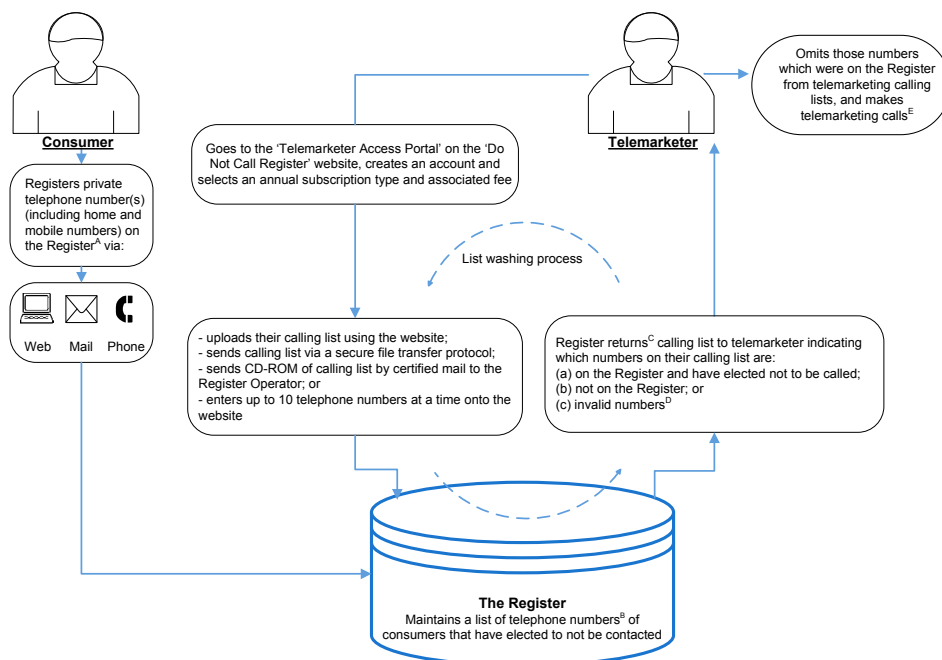 Consumer
Registers private
telephone number(s)
(including home and
mobile numbers) on
the Register^A via:
Web Mail Phone
Telemarketer
Goes to the ‘Telemarketer Access Portal’ on the ‘Do
Not Call Register’ website, creates an account and
selects an annual subscription type and associated fee
List washing process
- uploads their calling list using the website;
- sends calling list via a secure file transfer protocol;
- sends CD-ROM of calling list by certified mail to the
Register Operator; or
- enters up to 10 telephone numbers at a time onto the
website
The Register
Maintains a list of telephone numbers^B of
consumers that have elected to not be contacted
Register returns^C calling list to telemarketer indicating
which numbers on their calling list are:
(a) on the Register and have elected not to be called;
(b) not on the Register; or
(c) invalid numbers^D
Omits those numbers
which were on the Register
from telemarketing calling
lists, and makes
telemarketing calls^E